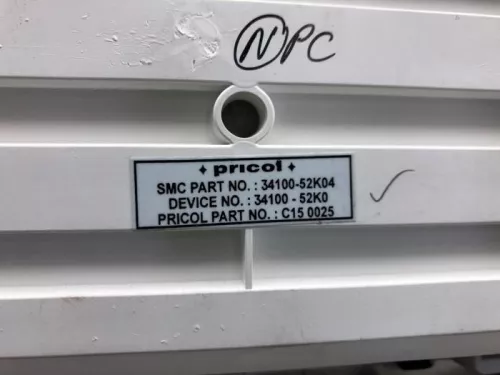 NPC
pricol
SMC PART NO. : 34100-52K04
DEVICE NO. : 34100 - 52K0
PRICOL PART NO. : C15 0025